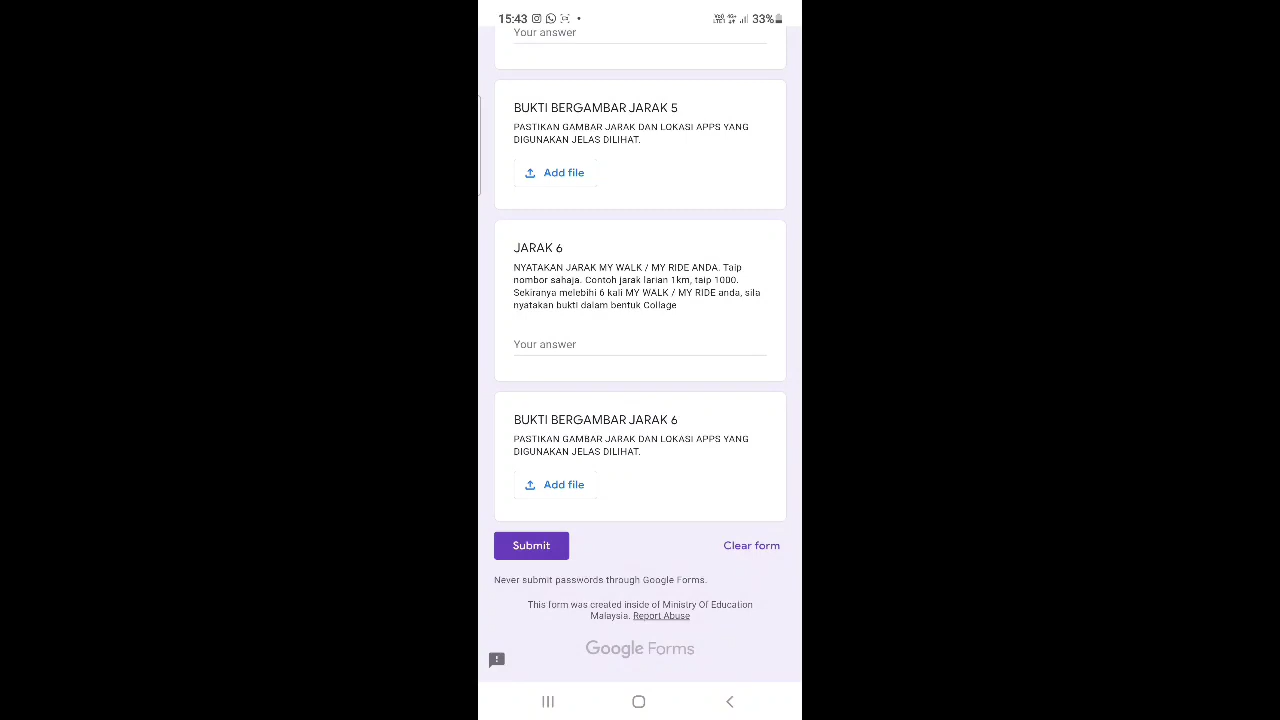 15:43
33%
Your answer
BUKTI BERGAMBAR JARAK 5
PASTIKAN GAMBAR JARAK DAN LOKASI APPS YANG
DIGUNAKAN JELAS DILIHAT.
Add file
JARAK 6
NYATAKAN JARAK MY WALK / MY RIDE ANDA. Taip
nombor sahaja. Contoh jarak larian 1km, taip 1000.
Sekiranya melebihi 6 kali MY WALK / MY RIDE anda, sila
nyatakan bukti dalam bentuk Collage
Your answer
BUKTI BERGAMBAR JARAK 6
PASTIKAN GAMBAR JARAK DAN LOKASI APPS YANG
DIGUNAKAN JELAS DILIHAT.
Add file
Submit
Clear form
Never submit passwords through Google Forms.
This form was created inside of Ministry Of Education
Malaysia. Report Abuse
Google Forms